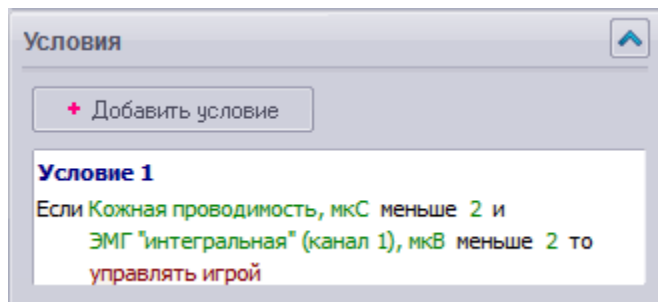 Условия
+ Добавить условие
Условие 1
Если Кожная проводимость, мкС меньше 2 и
ЭМГ "интегральная" (канал 1), мкВ меньше 2 то
управлять игрой